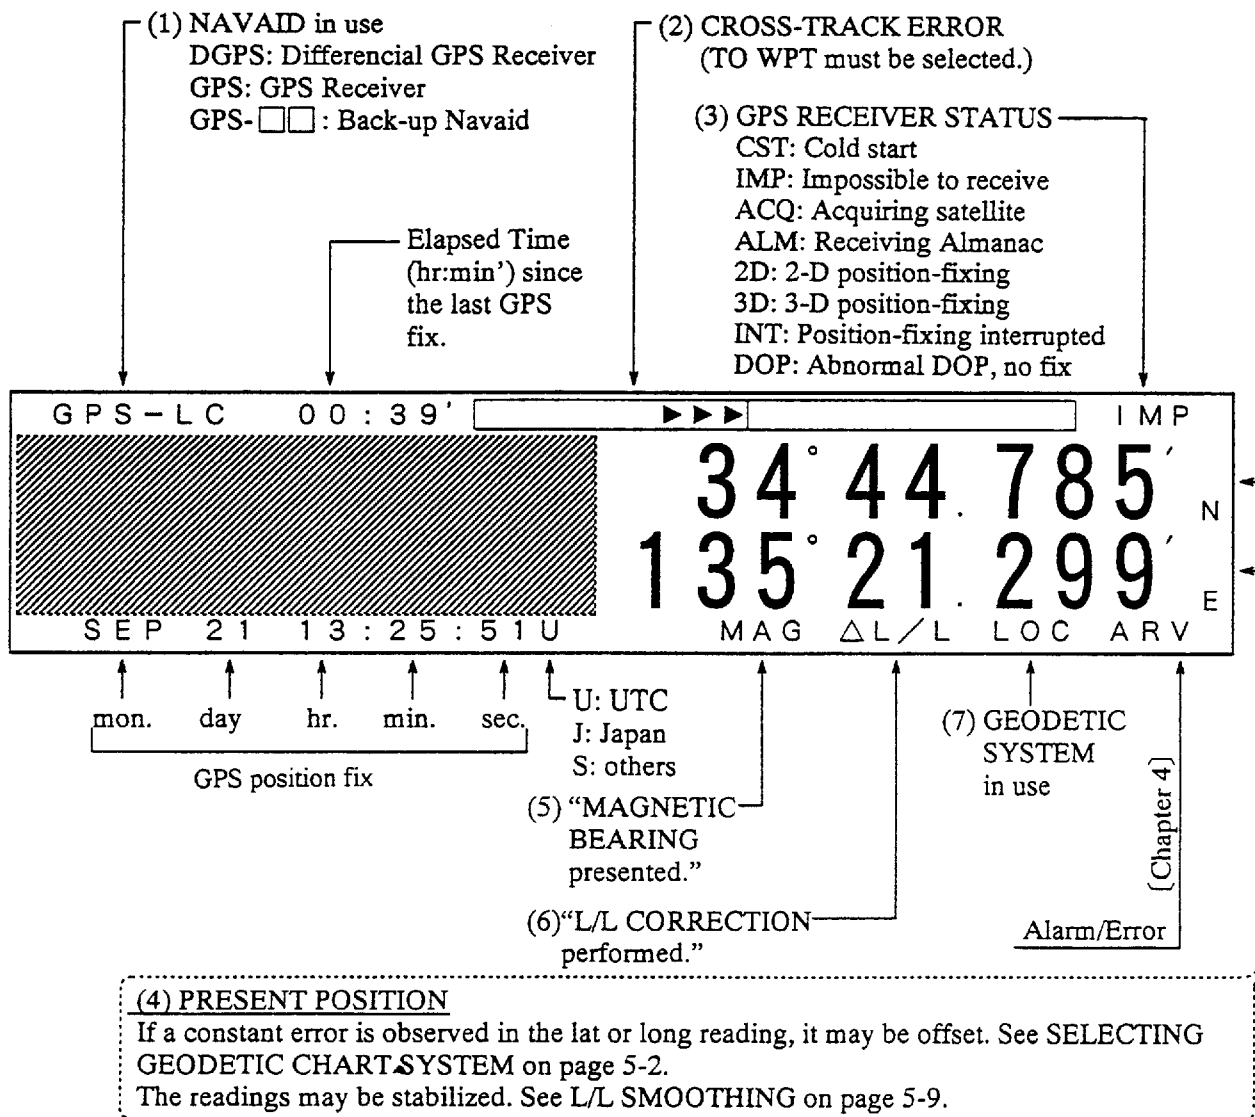 (1) NAVAID in use
DGPS: Differencial GPS Receiver
GPS: GPS Receiver
GPS-□□ : Back-up Navaid
(2) CROSS-TRACK ERROR
(TO WPT must be selected.)
(3) GPS RECEIVER STATUS
CST: Cold start
IMP: Impossible to receive
ACQ: Acquiring satellite
ALM: Receiving Almanac
2D: 2-D position-fixing
3D: 3-D position-fixing
INT: Position-fixing interrupted
DOP: Abnormal DOP, no fix
Elapsed Time
(hr:min’) since
the last GPS
fix.
GPS-LC 00:39' ►►► IMP
34° 44.785' N
135° 21.299' E
SEP 21 13:25:51U MAG △L/L LOC ARV
mon. day hr. min. sec.
GPS position fix
U: UTC
J: Japan
S: others
(5) “MAGNETIC
BEARING
presented.”
(6)“L/L CORRECTION
performed.”
(7) GEODETIC
SYSTEM
in use
[Chapter 4]
Alarm/Error
(4) PRESENT POSITION
If a constant error is observed in the lat or long reading, it may be offset. See SELECTING
GEODETIC CHART SYSTEM on page 5-2.
The readings may be stabilized. See L/L SMOOTHING on page 5-9.